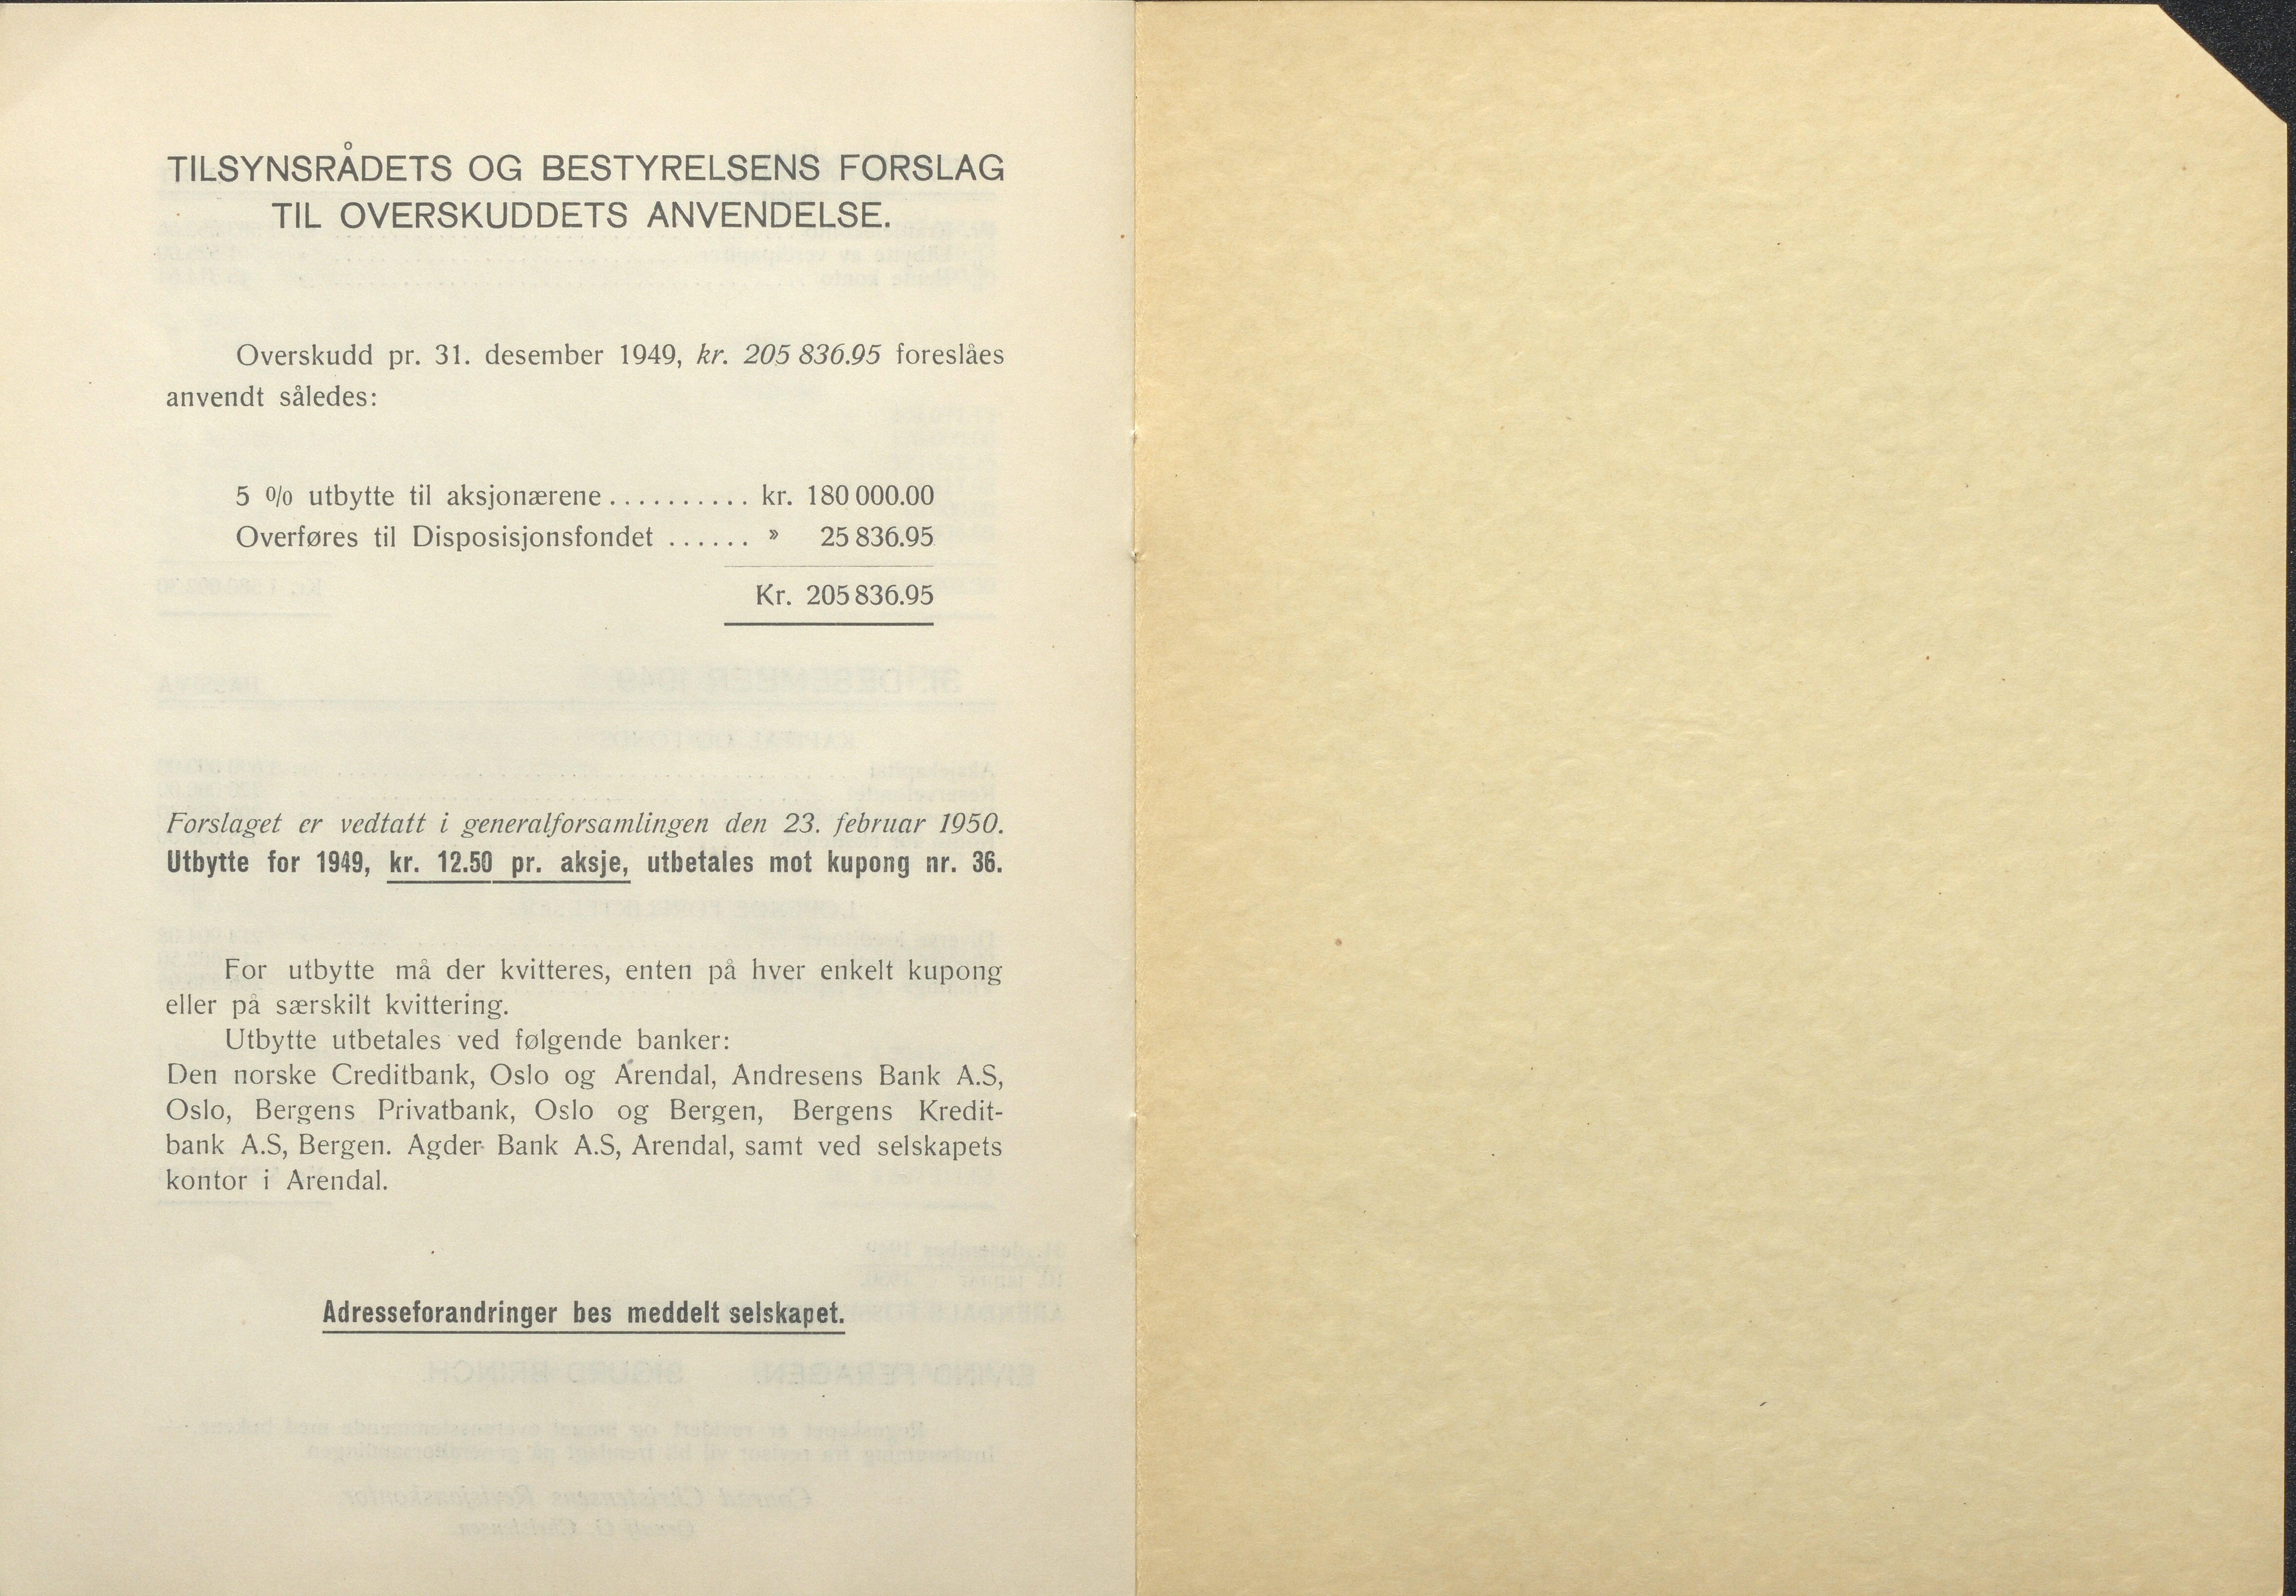 TILSYNSRÅDETS OG BESTYRELSENS FORSLAG
TIL OVERSKUDDETS ANVENDELSE.
Overskudd pr. 31. desember 1949, kr. 205 836.95 foreslåes
anvendt således:
5 % utbytte til aksjonærene .......... kr. 180 000.00
Overføres til Disposisjonsfondet ...... » 25 836.95
Kr. 205 836.95
Forslaget er vedtatt i generalforsamlingen den 23. februar 1950.
Utbytte for 1949, kr. 12.50 pr. aksje, utbetales mot kupong nr. 36.
For utbytte må der kvitteres, enten på hver enkelt kupong
eller på særskilt kvittering.
Utbytte utbetales ved følgende banker:
Den norske Creditbank, Oslo og Arendal, Andresens Bank A.S,
Oslo, Bergens Privatbank, Oslo og Bergen, Bergens Kredit-
bank A.S, Bergen. Agder Bank A.S, Arendal, samt ved selskapets
kontor i Arendal.
Adresseforandringer bes meddelt selskapet.